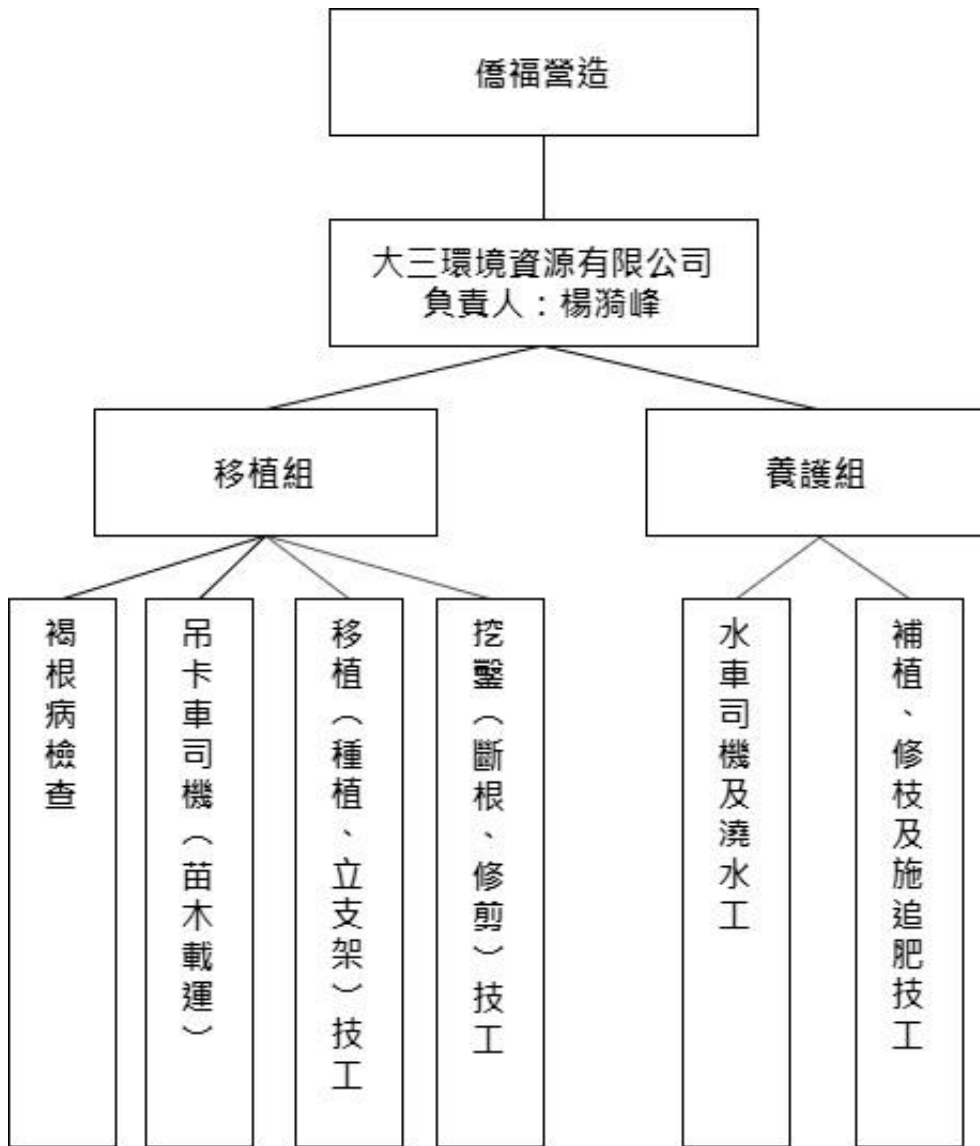 僑福營造
大三環境資源有限公司
負責人：楊漪峰
移植組
養護組
褐根病檢查
吊卡車司機（苗木載運）
移植（種植、立支架）技工
挖鑿（斷根、修剪）技工
水車司機及澆水工
補植、修枝及施追肥技工